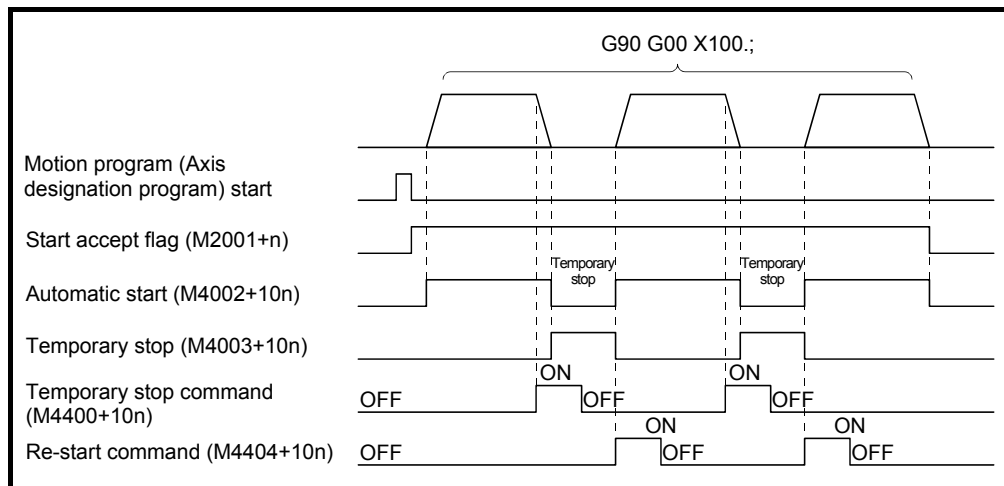 G90 G00 X100.;
Motion program (Axis
designation program) start
Start accept flag (M2001+n)
Temporary
stop
Temporary
stop
Automatic start (M4002+10n)
Temporary stop (M4003+10n)
ON
ON
Temporary stop command
(M4400+10n)
OFF
OFF
OFF
ON
ON
Re-start command (M4404+10n)
OFF
OFF
OFF